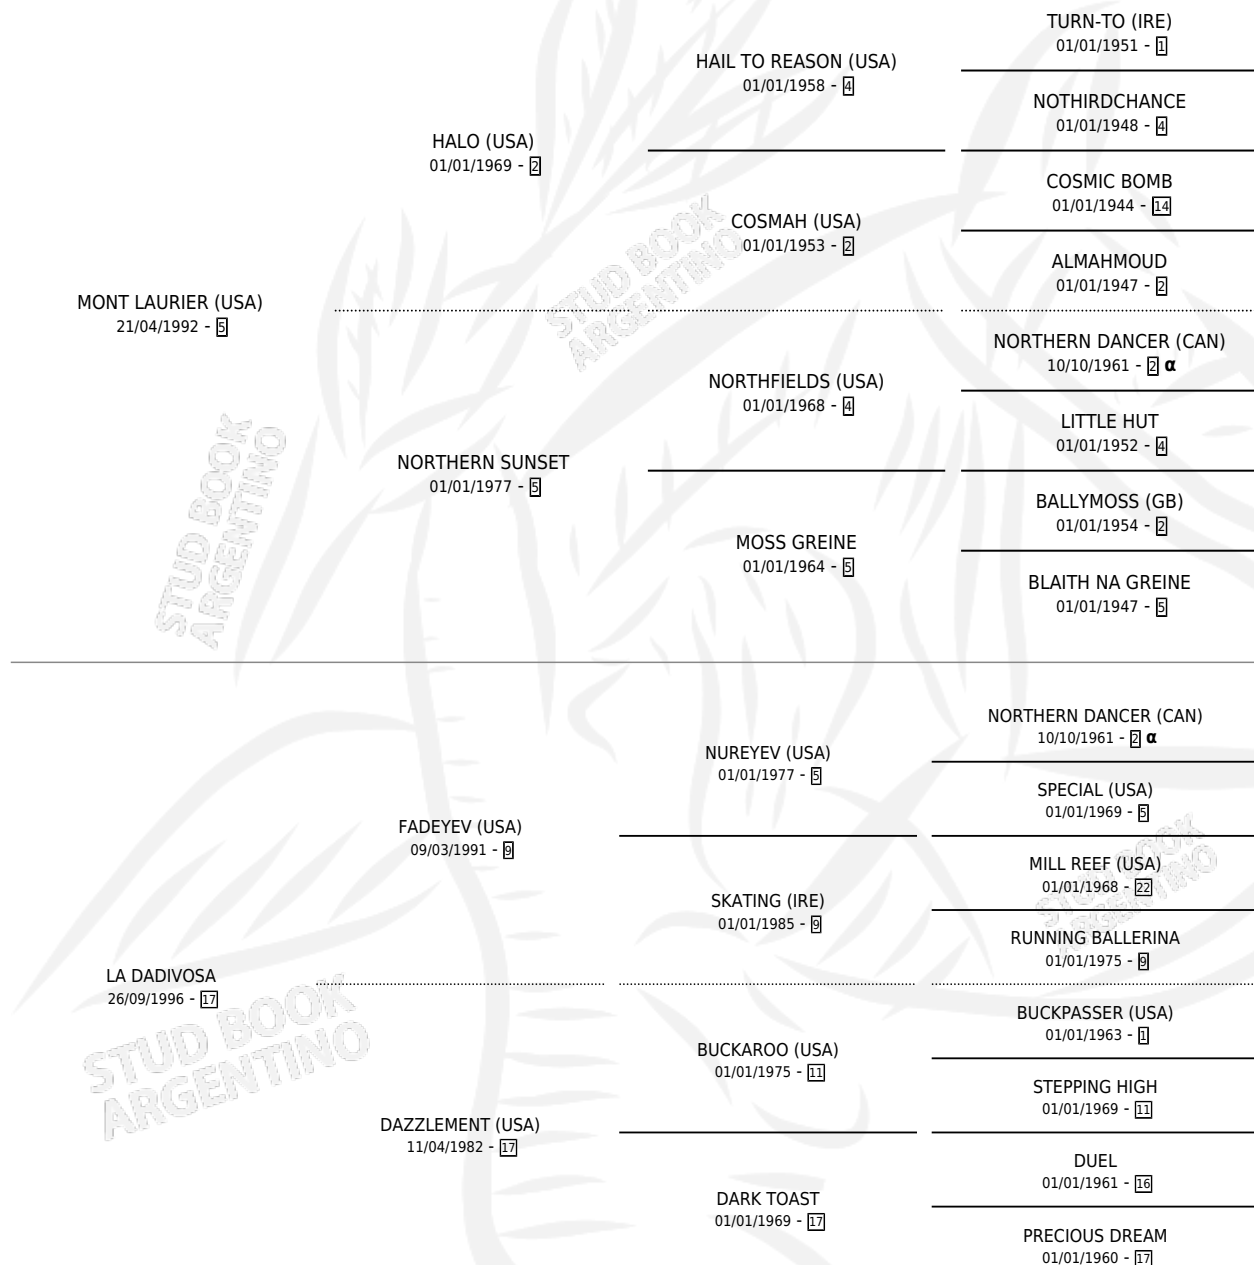 TURN-TO (IRE)
01/01/1951 - 1
HAIL TO REASON (USA)
01/01/1958 - 4
NOTHIRDCHANCE
01/01/1948 - 4
HALO (USA)
01/01/1969 - 2
COSMIC BOMB
01/01/1944 - 14
COSMAH (USA)
01/01/1953 - 2
ALMAHMOUD
01/01/1947 - 2
MONT LAURIER (USA)
21/04/1992 - 5
NORTHERN DANCER (CAN)
10/10/1961 - 2 α
NORTHFIELDS (USA)
01/01/1968 - 4
LITTLE HUT
01/01/1952 - 4
NORTHERN SUNSET
01/01/1977 - 5
BALLYMOSS (GB)
01/01/1954 - 2
MOSS GREINE
01/01/1964 - 5
BLAITH NA GREINE
01/01/1947 - 5
NORTHERN DANCER (CAN)
10/10/1961 - 2 α
NUREYEV (USA)
01/01/1977 - 5
SPECIAL (USA)
01/01/1969 - 5
FADEYEV (USA)
09/03/1991 - 9
MILL REEF (USA)
01/01/1968 - 22
SKATING (IRE)
01/01/1985 - 9
RUNNING BALLERINA
01/01/1975 - 9
LA DADIVOSA
26/09/1996 - 17
BUCKPASSER (USA)
01/01/1963 - 1
BUCKAROO (USA)
01/01/1975 - 11
STEPPING HIGH
01/01/1969 - 11
DAZZLEMENT (USA)
11/04/1982 - 17
DUEL
01/01/1961 - 16
DARK TOAST
01/01/1969 - 17
PRECIOUS DREAM
01/01/1960 - 17
STUD BOOK
ARGENTINO
STUD BOOK
ARGENTINO
STUD BOOK
ARGENTINO
STUD BOOK
ARGENTINO